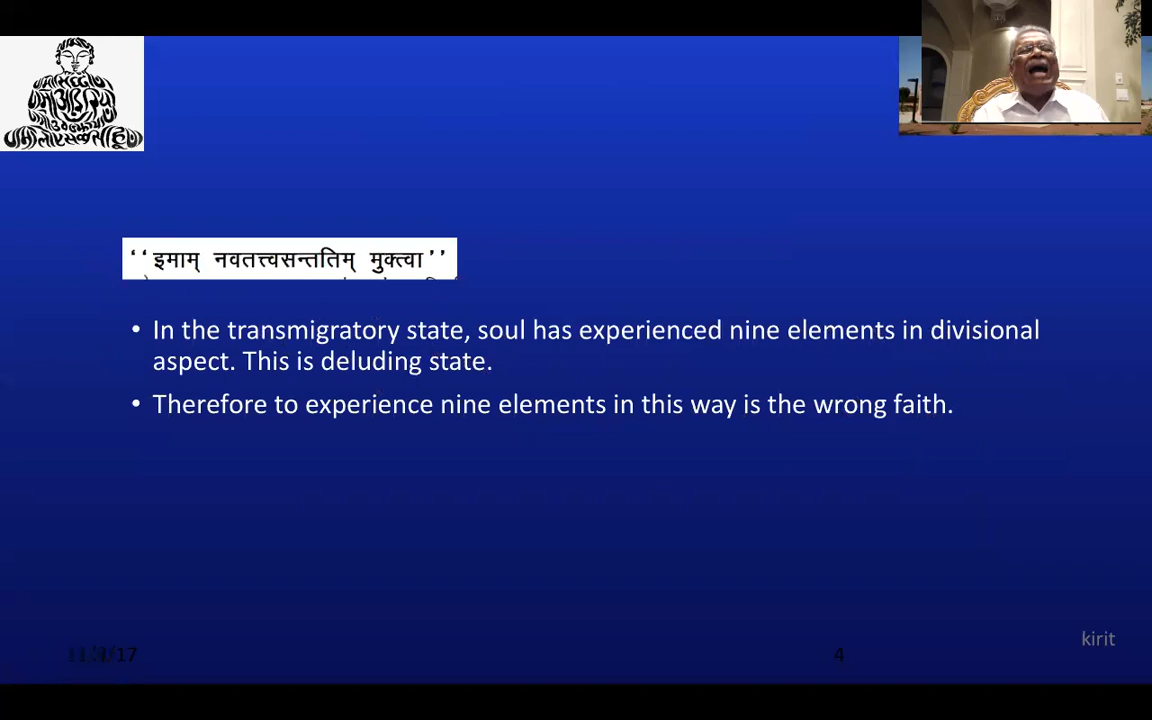 ‘‘इमाम् नवतत्त्वसन्ततिम् मुक्त्वा’’
• In the transmigratory state, soul has experienced nine elements in divisional
aspect. This is deluding state.
• Therefore to experience nine elements in this way is the wrong faith.
kirit
4